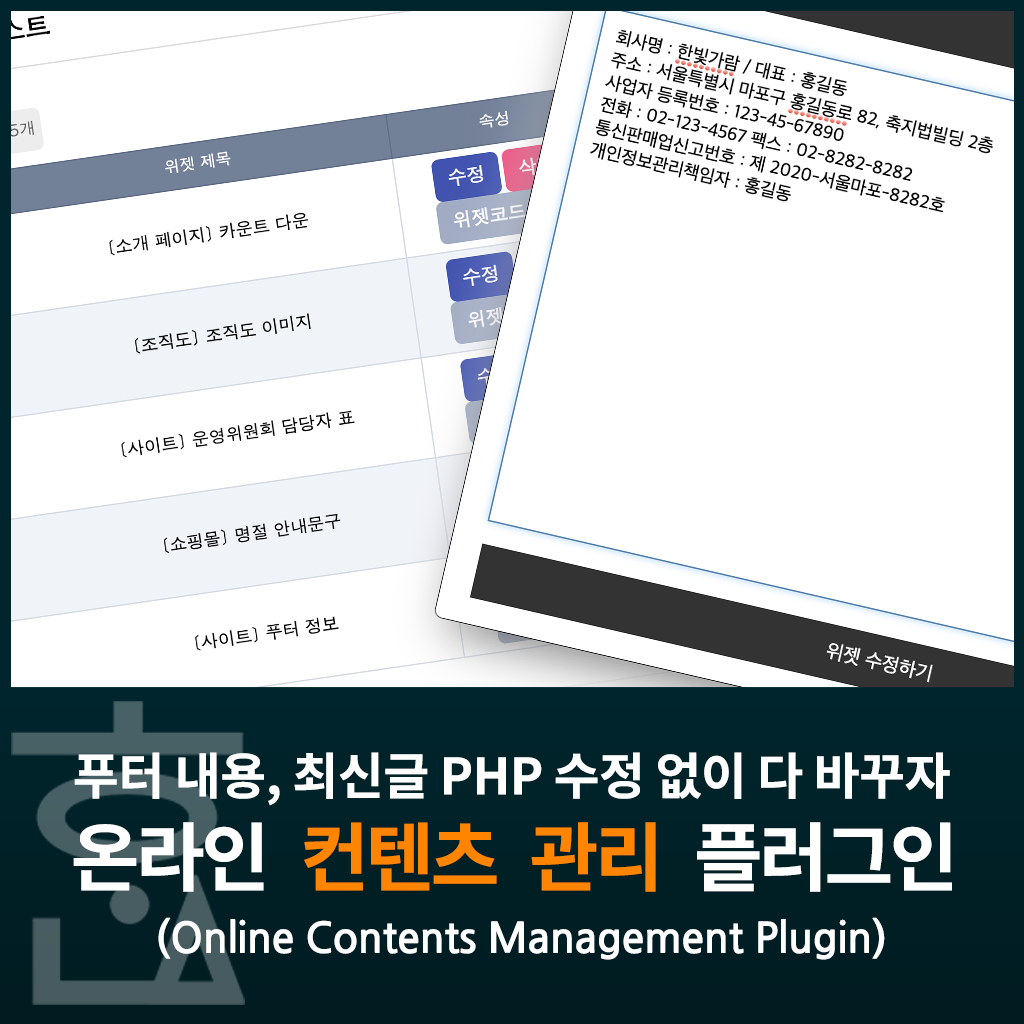 스트
5개
위젯 제목
속성
[소개 페이지] 카운트 다운
수정
삭
위젯코드
[조직도] 조직도 이미지
수정
위젯
[사이트] 운영위원회 담당자 표
수
[쇼핑몰] 명절 안내문구
[사이트] 푸터 정보
회사명 : 한빛가람 / 대표 : 홍길동
주소 : 서울특별시 마포구 홍길동로 82, 축지법빌딩 2층
사업자 등록번호 : 123-45-67890
전화 : 02-123-4567 팩스 : 02-8282-8282
통신판매업신고번호 : 제 2020-서울마포-8282호
개인정보관리책임자 : 홍길동
위젯 수정하기
푸터 내용, 최신글 PHP 수정 없이 다 바꾸자
온라인 컨텐츠 관리 플러그인
(Online Contents Management Plugin)